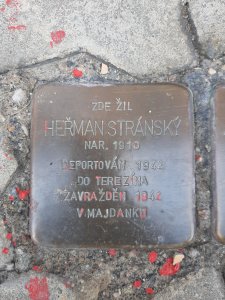 ZDE ŽIL
HEŘMAN STRÁNSKÝ
NAR. 1910
DEPORTOVÁN 1942
DO TEREZÍNA
ZAVRAŽDĚN 1942
V MAJDANKU